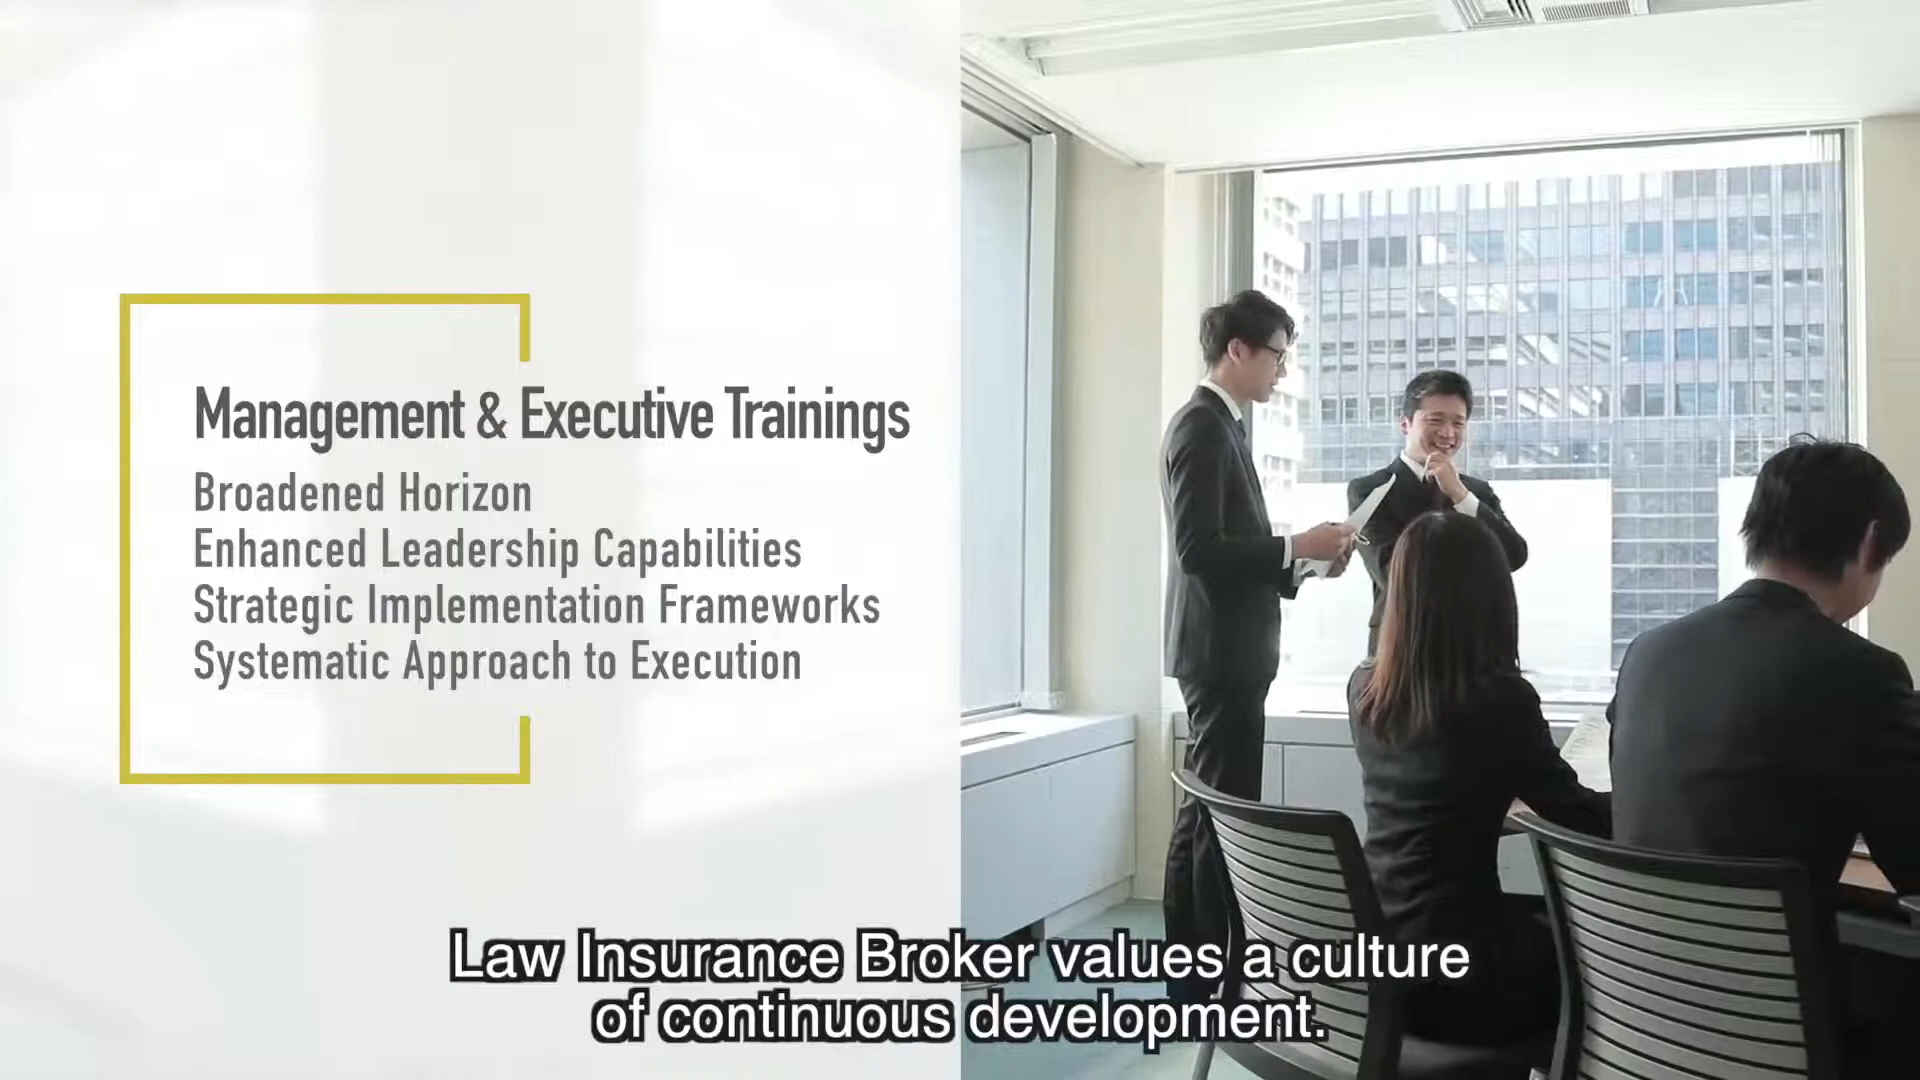 Management & Executive Trainings
Broadened Horizon
Enhanced Leadership Capabilities
Strategic Implementation Frameworks
Systematic Approach to Execution
Law Insurance Broker values a culture
of continuous development.